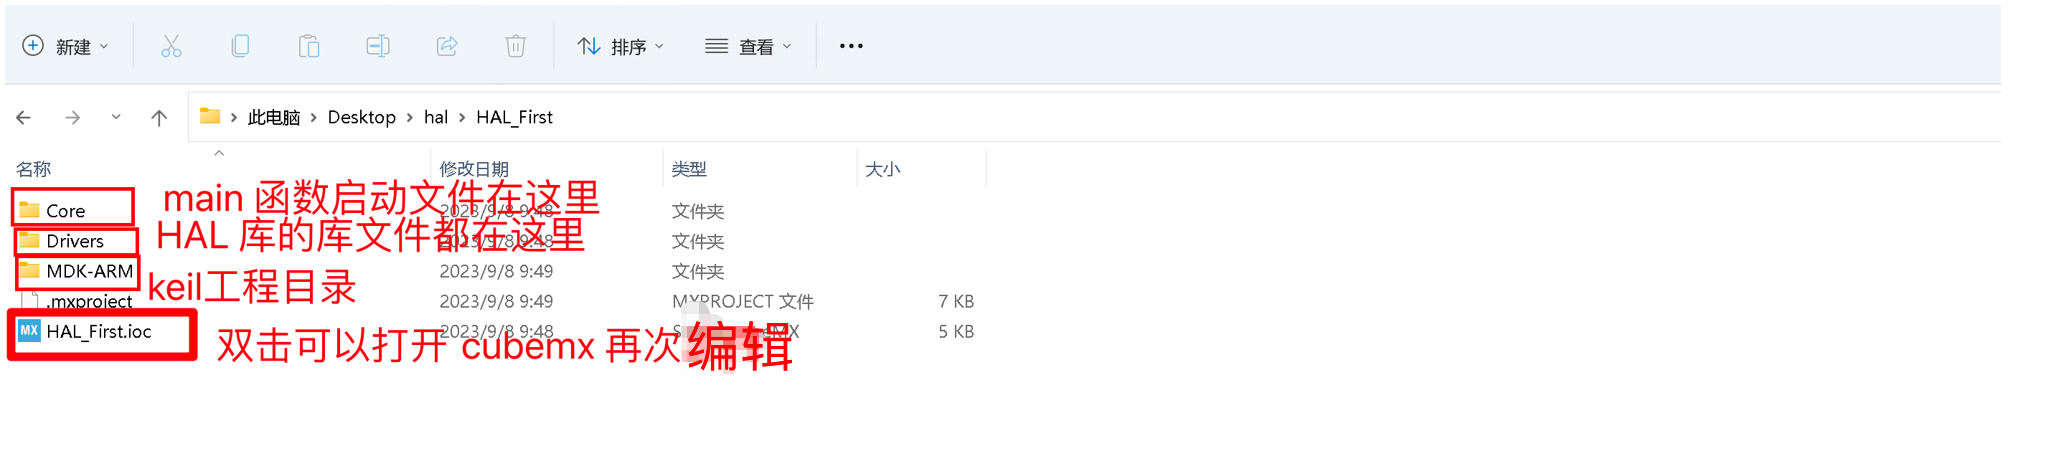 新建 排序 查看 •••
此电脑 > Desktop > hal > HAL_First
名称 修改日期 类型 大小
main 函数启动文件在这里
Core 2023/9/8 9:48 文件夹
HAL 库的库文件都在这里
Drivers 2023/9/8 9:48 文件夹
MDK-ARM 2023/9/8 9:49 文件夹
keil工程目录
.mxproject 2023/9/8 9:49 MXPROJECT 文件 7 KB
MX HAL_First.ioc 2023/9/8 9:48 5 KB
双击可以打开 cubemx 再次编辑